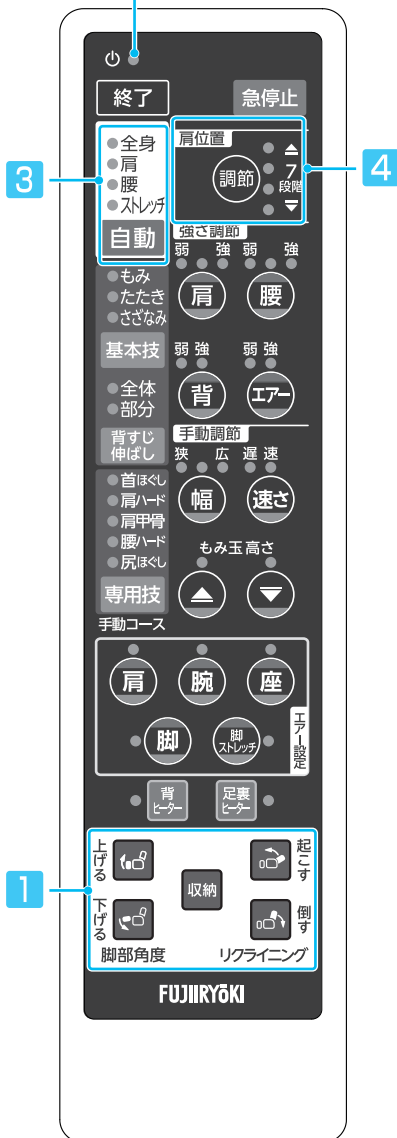 終了
急停止
3
全身
肩
腰
ストレッチ
自動
肩位置
調節
7
段階
4
強さ調節
弱 強 弱 強
肩
腰
弱 強 弱 強
背
エアー
もみ
たたき
さざなみ
基本技
全体
部分
背すじ
伸ばし
手動調節
狭 広 遅 速
幅
速さ
もみ玉高さ
首ほぐし
肩ハード
肩甲骨
腰ハード
尻ほぐし
専用技
手動コース
肩
腕
座
脚
脚
ストレッチ
エアー設定
背
ヒーター
足裏
ヒーター
1
上げる
下げる
脚部角度
収納
起こす
倒す
リクライニング
FUJIIRYōKI